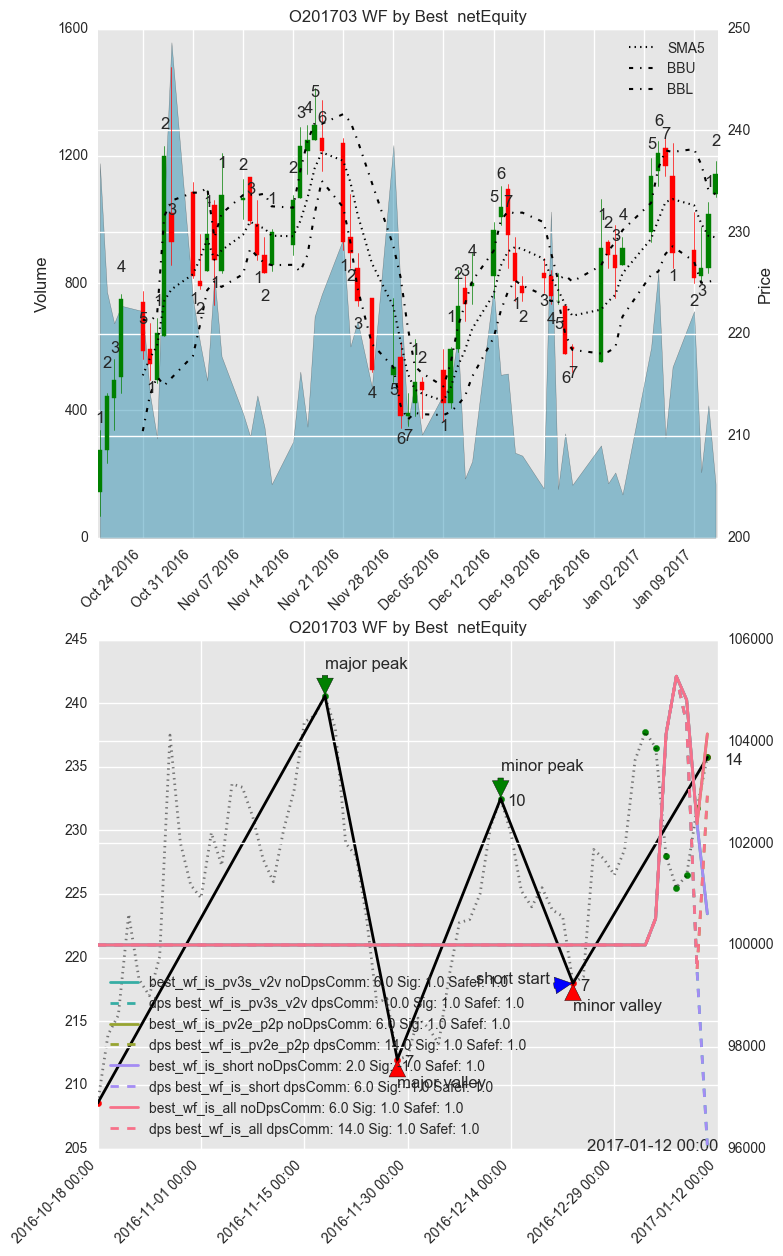 O201703 WF by Best  netEquity
1600
1200
800
400
0
Volume
250
240
230
220
210
200
Price
SMA5
BBU
BBL
Oct 24 2016
Oct 31 2016
Nov 07 2016
Nov 14 2016
Nov 21 2016
Nov 28 2016
Dec 05 2016
Dec 12 2016
Dec 19 2016
Dec 26 2016
Jan 02 2017
Jan 09 2017
O201703 WF by Best  netEquity
245
240
235
230
225
220
215
210
205
106000
104000
102000
100000
98000
96000
major peak
minor peak
10
14
short start
7
minor valley
7
major valley
best_wf_is_pv3s_v2v noDpsComm: 6.0 Sig: 1.0 Safef: 1.0
dps best_wf_is_pv3s_v2v dpsComm: 10.0 Sig: 1.0 Safef: 1.0
best_wf_is_pv2e_p2p noDpsComm: 6.0 Sig: 1.0 Safef: 1.0
dps best_wf_is_pv2e_p2p dpsComm: 14.0 Sig: 1.0 Safef: 1.0
best_wf_is_short noDpsComm: 2.0 Sig: -1.0 Safef: 1.0
dps best_wf_is_short dpsComm: 6.0 Sig: -1.0 Safef: 1.0
best_wf_is_all noDpsComm: 6.0 Sig: 1.0 Safef: 1.0
dps best_wf_is_all dpsComm: 14.0 Sig: 1.0 Safef: 1.0
2017-01-12 00:00
2016-10-18 00:00
2016-11-01 00:00
2016-11-15 00:00
2016-11-30 00:00
2016-12-14 00:00
2016-12-29 00:00
2017-01-12 00:00